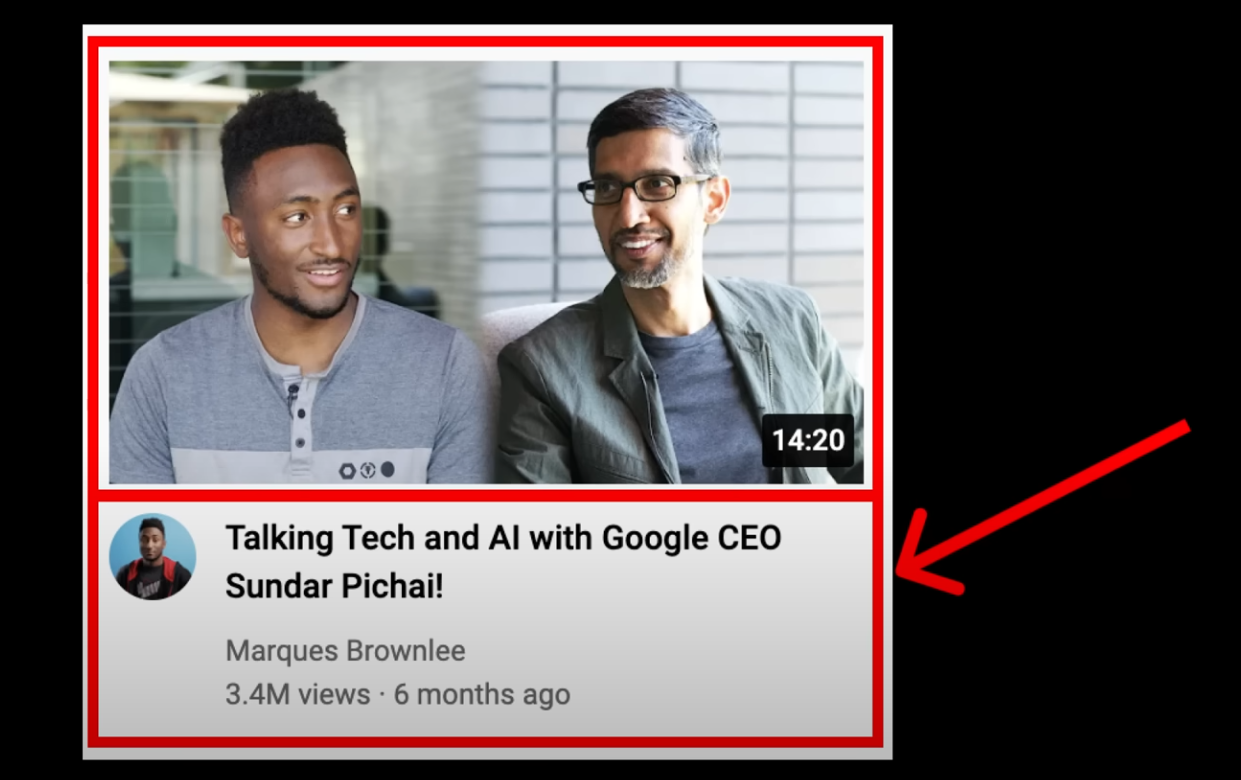 14:20
Talking Tech and AI with Google CEO
Sundar Pichai!
Marques Brownlee
3.4M views · 6 months ago